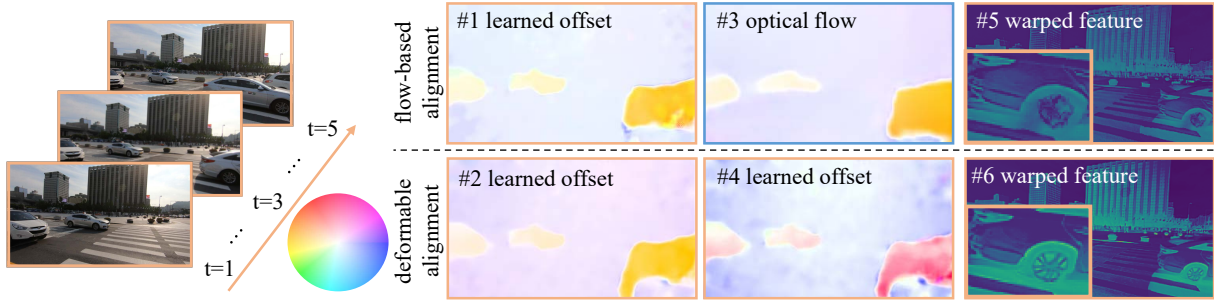 t=1
...
t=3
...
t=5
flow-based
alignment
#1 learned offset
#3 optical flow
#5 warped feature
deformable
alignment
#2 learned offset
#4 learned offset
#6 warped feature